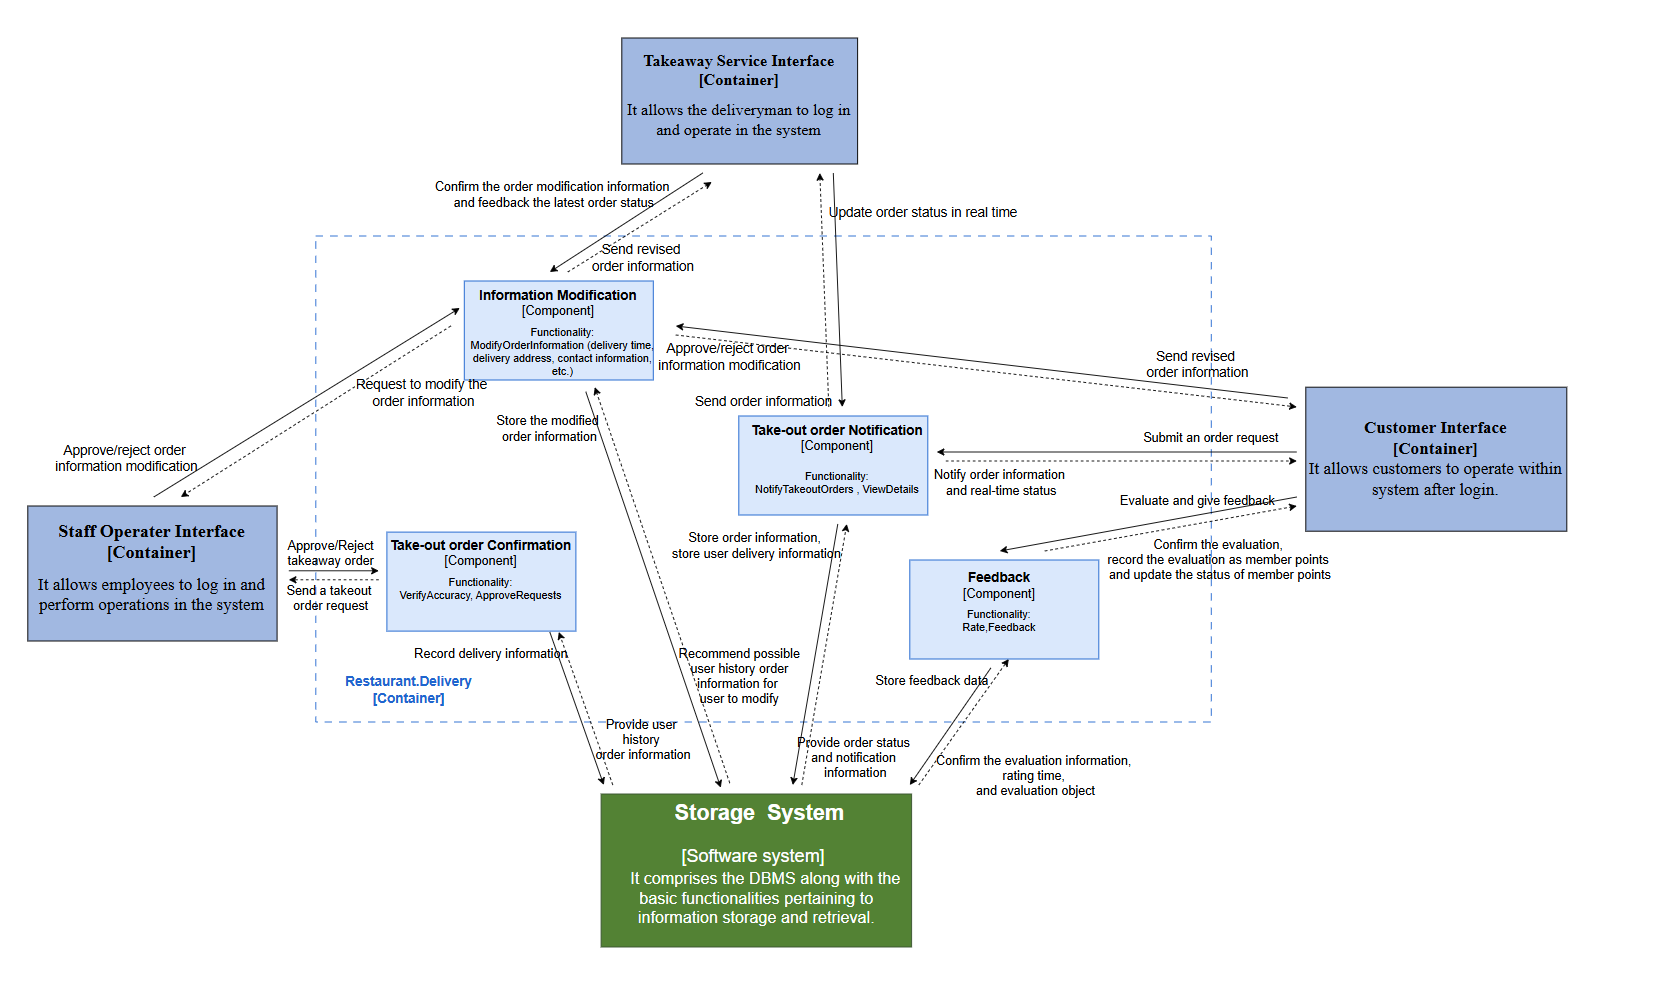 Takeaway Service Interface
[Container]
It allows the deliveryman to log in
and operate in the system
Confirm the order modification information
and feedback the latest order status
Update order status in real time
Send revised
order information
Information Modification
[Component]
Functionality:
ModifyOrderInformation (delivery time,
delivery address, contact information,
etc.)
Approve/reject order
information modification
Send revised
order information
Request to modify the
order information
Send order information
Store the modified
order information
Take-out order Notification
[Component]
Functionality:
NotifyTakeoutOrders , ViewDetails
Submit an order request
Notify order information
and real-time status
Customer Interface
[Container]
It allows customers to operate within
system after login.
Approve/reject order
information modification
Evaluate and give feedback
Staff Operater Interface
[Container]
It allows employees to log in and
perform operations in the system
Approve/Reject
takeaway order
Send a takeout
order request
Take-out order Confirmation
[Component]
Functionality:
VerifyAccuracy, ApproveRequests
Store order information,
store user delivery information
Confirm the evaluation,
record the evaluation as member points
and update the status of member points
Feedback
[Component]
Functionality:
Rate,Feedback
Record delivery information
Recommend possible
user history order
information for
user to modify
Store feedback data
Restaurant.Delivery
[Container]
Provide user
history
order information
Provide order status
and notification
information
Confirm the evaluation information,
rating time,
and evaluation object
Storage System
[Software system]
It comprises the DBMS along with the
basic functionalities pertaining to
information storage and retrieval.